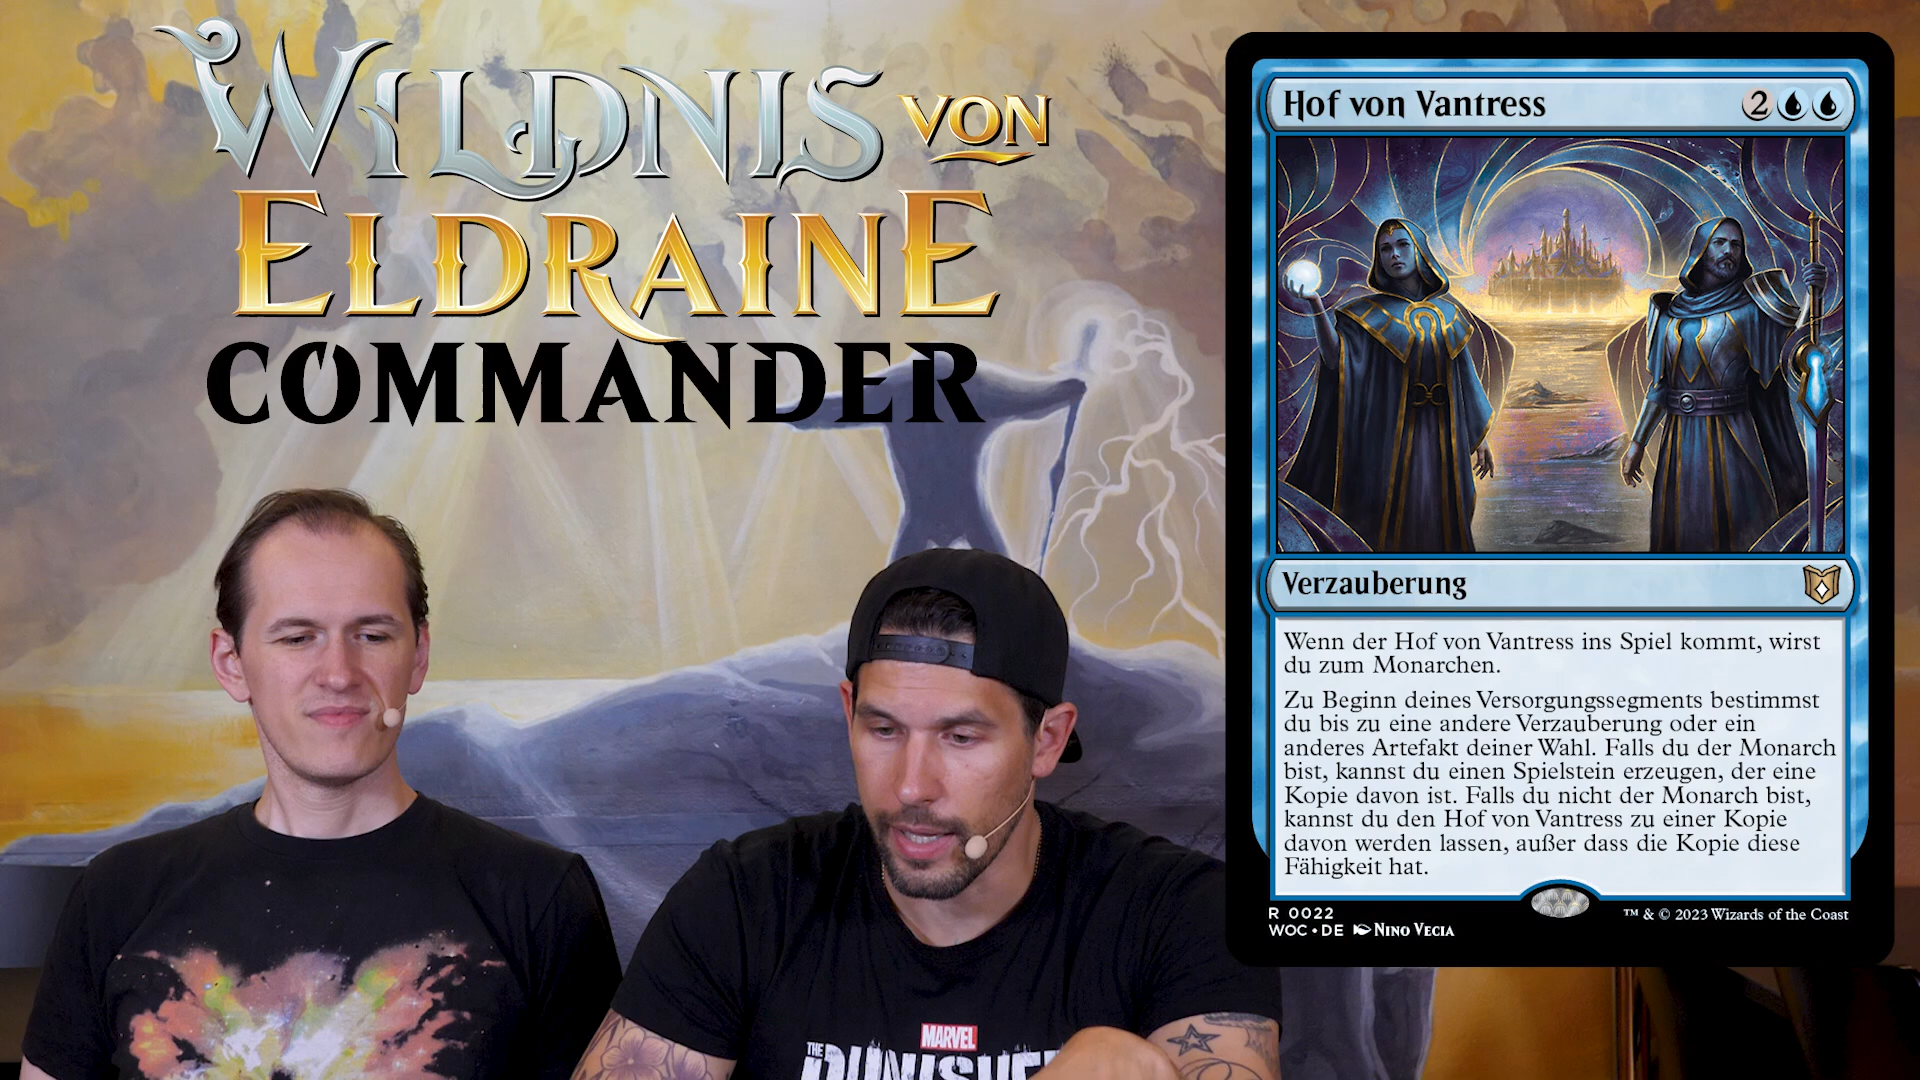 WILDNIS VON
ELDRAINE
COMMANDER
Hof von Vantress
2
Verzauberung
Wenn der Hof von Vantress ins Spiel kommt, wirst
du zum Monarchen.
Zu Beginn deines Versorgungssegments bestimmst
du bis zu eine andere Verzauberung oder ein
anderes Artefakt deiner Wahl. Falls du der Monarch
bist, kannst du einen Spielstein erzeugen, der eine
Kopie davon ist. Falls du nicht der Monarch bist,
kannst du den Hof von Vantress zu einer Kopie
davon werden lassen, außer dass die Kopie diese
Fähigkeit hat.
R 0022
WOC • DE NINO VECIA
™ & © 2023 Wizards of the Coast
MARVEL
THE
PUNISHE